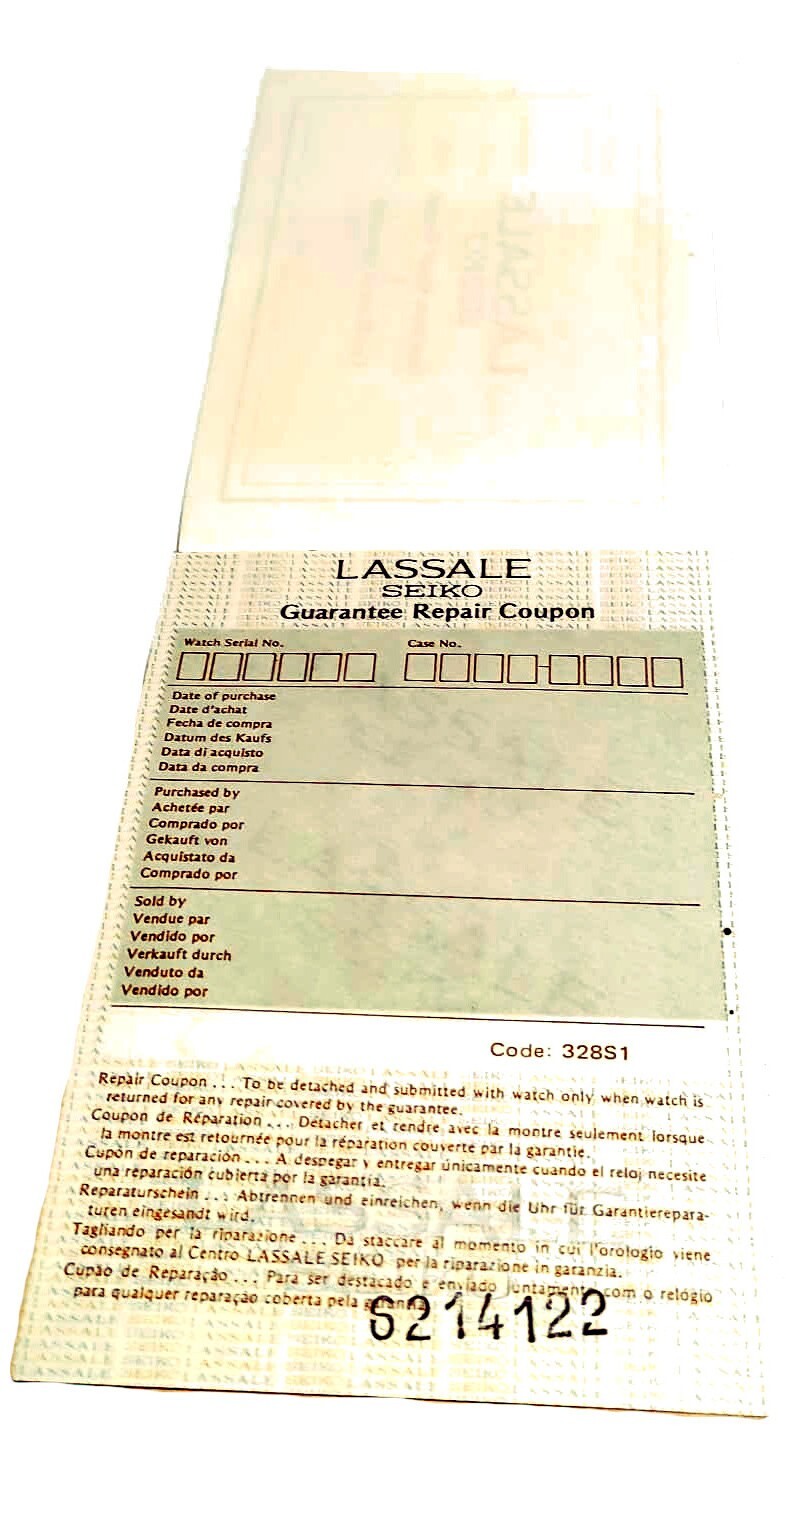 LASSALE
LASSALE
SEIKO
Guarantee Repair Coupon
Watch Serial No.
Case No.
Date of purchase
Date d'achat
Fecha de compra
Datum des Kaufs
Data di acquisto
Data da compra
Purchased by
Achetée par
Comprado por
Gekauft von
Acquistato da
Comprado por
Sold by
Vendue par
Vendido por
Verkauft durch
Venduto da
Vendido por
Code: 328S1
Repair Coupon ... To be detached and submitted with watch only when watch is
returned for any repair covered by the guarantee.
Coupon de Réparation ... Détacher et rendre avec la montre seulement lorsque
la montre est retournée pour la réparation couverte par la garantie.
Cupón de reparación ... A despegar y entregar únicamente cuando el reloj necesite
una reparación cubierta por la garantía.
Reparaturschein ... Abtrennen und einreichen, wenn die Uhr für Garantierepara-
turen eingesandt wird.
Tagliando per la riparazione ... Da staccare al momento in cui l'orologio viene
consegnato al Centro LASSALE SEIKO per la riparazione in garanzia.
Cupão de Reparação ... Para ser destacado e enviado juntamente com o relógio
para qualquer reparação coberta pela
6214122